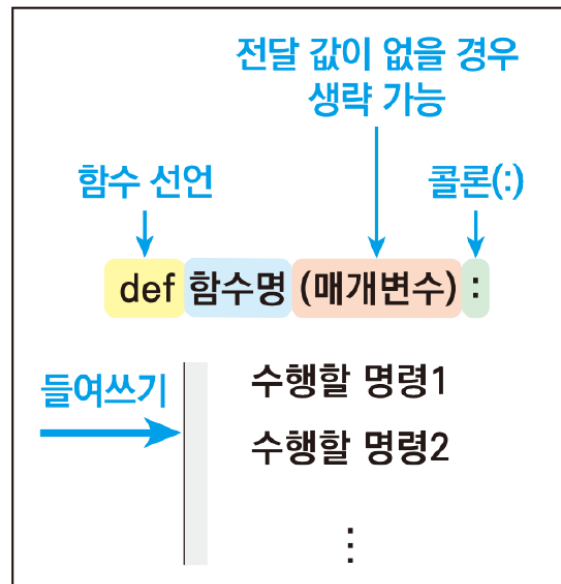 전달 값이 없을 경우
생략 가능
함수 선언
콜론(:)
def 함수명 (매개변수) :
들여쓰기
수행할 명령1
수행할 명령2
⋮